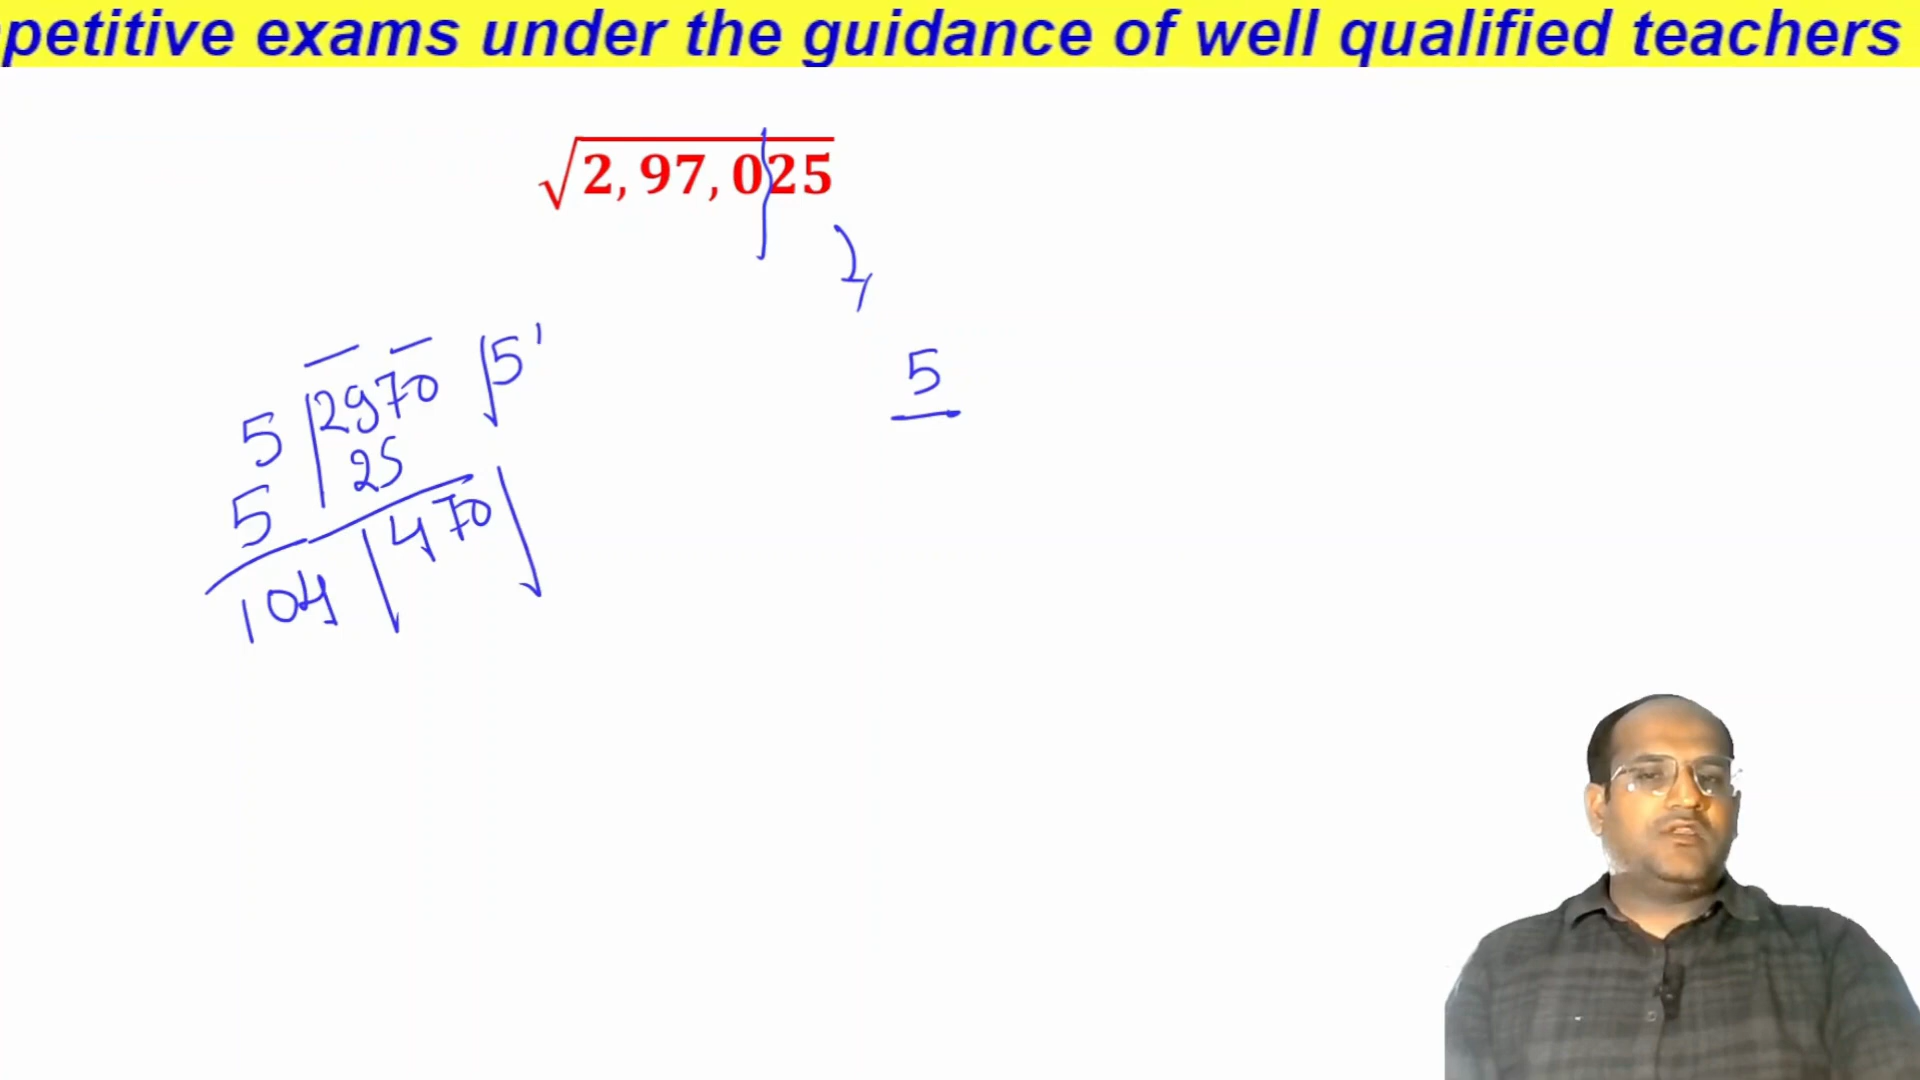 petitive exams under the guidance of well qualified teachers
√2,97,025
5 2970 5
25
5
104 470
5